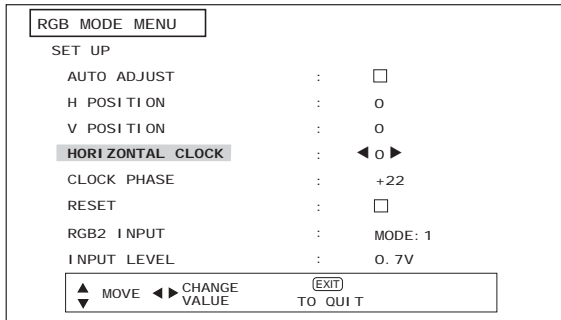 RGB MODE MENU
SET UP
AUTO ADJUST : □
H POSITION : 0
V POSITION : 0
HORIZONTAL CLOCK : ◀ 0 ▶
CLOCK PHASE : +22
RESET : □
RGB2 INPUT : MODE: 1
INPUT LEVEL : 0.7V
▲▼ MOVE ◀▶ CHANGE VALUE EXIT TO QUIT